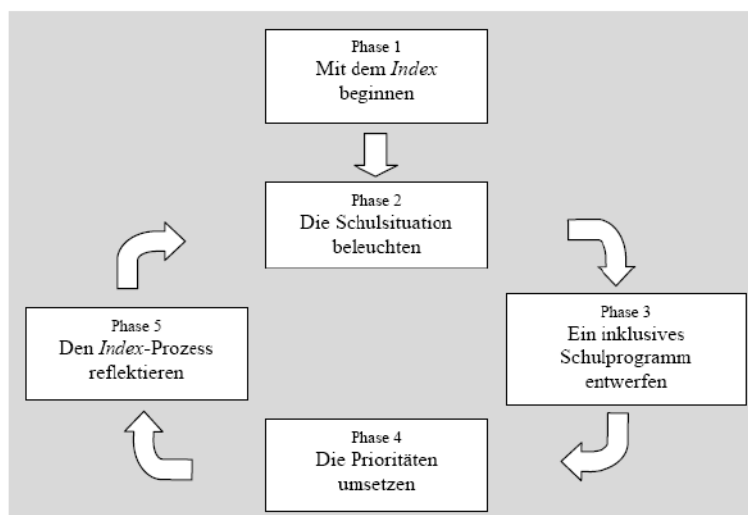 Phase 1
Mit dem Index
beginnen
Phase 2
Die Schulsituation
beleuchten
Phase 3
Ein inklusives
Schulprogramm
entwerfen
Phase 4
Die Prioritäten
umsetzen
Phase 5
Den Index-Prozess
reflektieren